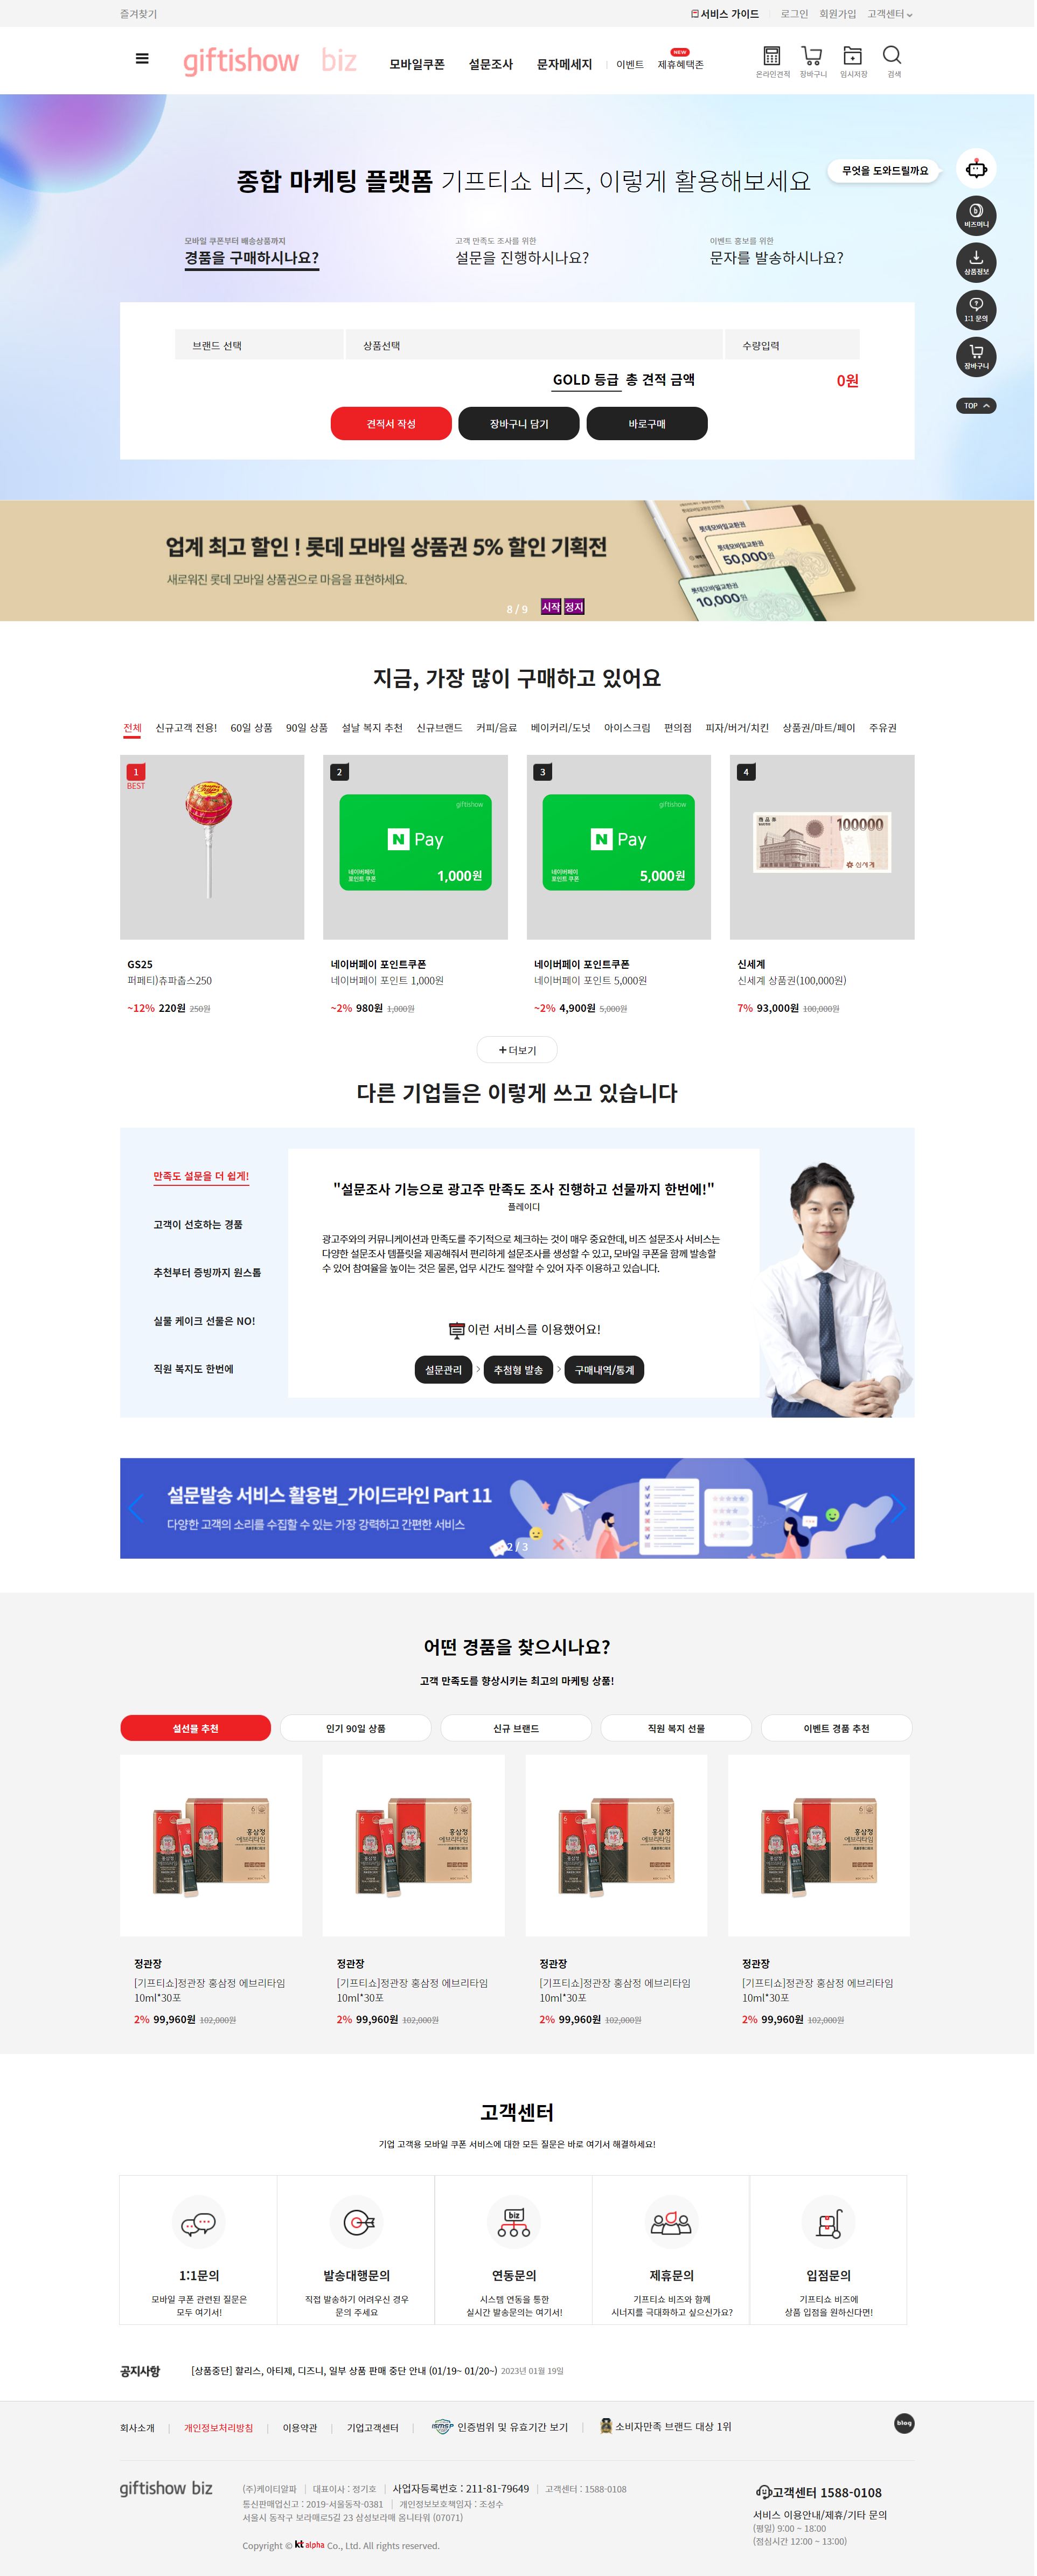 즐겨찾기
서비스 가이드
로그인
회원가입
고객센터
giftishow biz
모바일쿠폰
설문조사
문자메세지
이벤트
NEW
제휴혜택존
온라인견적
장바구니
임시저장
검색
종합 마케팅 플랫폼 기프티쇼 비즈, 이렇게 활용해보세요
무엇을 도와드릴까요
비즈머니
상품정보
1:1 문의
장바구니
TOP
모바일 쿠폰부터 배송상품까지
경품을 구매하시나요?
고객 만족도 조사를 위한
설문을 진행하시나요?
이벤트 홍보를 위한
문자를 발송하시나요?
브랜드 선택
상품선택
수량입력
GOLD 등급 총 견적 금액
0원
견적서 작성
장바구니 담기
바로구매
업계 최고 할인 ! 롯데 모바일 상품권 5% 할인 기획전
새로워진 롯데 모바일 상품권으로 마음을 표현하세요.
롯데모바일교환권
50,000원
롯데모바일교환권
10,000원
8 / 9
시작
정지
지금, 가장 많이 구매하고 있어요
전체
신규고객 전용!
60일 상품
90일 상품
설날 복지 추천
신규브랜드
커피/음료
베이커리/도넛
아이스크림
편의점
피자/버거/치킨
상품권/마트/페이
주유권
1
BEST
2
giftishow
N Pay
네이버페이
포인트 쿠폰
1,000원
3
giftishow
N Pay
네이버페이
포인트 쿠폰
5,000원
4
상품권
100000
신세계
GS25
퍼페티)츄파춥스250
~12% 220원 250원
네이버페이 포인트쿠폰
네이버페이 포인트 1,000원
~2% 980원 1,000원
네이버페이 포인트쿠폰
네이버페이 포인트 5,000원
~2% 4,900원 5,000원
신세계
신세계 상품권(100,000원)
7% 93,000원 100,000원
+더보기
다른 기업들은 이렇게 쓰고 있습니다
만족도 설문을 더 쉽게!
고객이 선호하는 경품
추천부터 증빙까지 원스톱
실물 케이크 선물은 NO!
직원 복지도 한번에
"설문조사 기능으로 광고주 만족도 조사 진행하고 선물까지 한번에!"
플레이디
광고주와의 커뮤니케이션과 만족도를 주기적으로 체크하는 것이 매우 중요한데, 비즈 설문조사 서비스는
다양한 설문조사 템플릿을 제공해줘서 편리하게 설문조사를 생성할 수 있고, 모바일 쿠폰을 함께 발송할
수 있어 참여율을 높이는 것은 물론, 업무 시간도 절약할 수 있어 자주 이용하고 있습니다.
이런 서비스를 이용했어요!
설문관리 > 추첨형 발송 > 구매내역/통계
설문발송 서비스 활용법_가이드라인 Part 11
다양한 고객의 소리를 수집할 수 있는 가장 강력하고 간편한 서비스
2 / 3
어떤 경품을 찾으시나요?
고객 만족도를 향상시키는 최고의 마케팅 상품!
설선물 추천
인기 90일 상품
신규 브랜드
직원 복지 선물
이벤트 경품 추천
홍삼정
에브리타임
홍삼정
에브리타임
홍삼정
에브리타임
홍삼정
에브리타임
정관장
[기프티쇼]정관장 홍삼정 에브리타임
10ml*30포
2% 99,960원 102,000원
정관장
[기프티쇼]정관장 홍삼정 에브리타임
10ml*30포
2% 99,960원 102,000원
정관장
[기프티쇼]정관장 홍삼정 에브리타임
10ml*30포
2% 99,960원 102,000원
정관장
[기프티쇼]정관장 홍삼정 에브리타임
10ml*30포
2% 99,960원 102,000원
고객센터
기업 고객용 모바일 쿠폰 서비스에 대한 모든 질문은 바로 여기서 해결하세요!
1:1문의
모바일 쿠폰 관련된 질문은
모두 여기서!
발송대행문의
직접 발송하기 어려우신 경우
문의 주세요
biz
연동문의
시스템 연동을 통한
실시간 발송문의는 여기서!
제휴문의
기프티쇼 비즈와 함께
시너지를 극대화하고 싶으신가요?
입점문의
기프티쇼 비즈에
상품 입점을 원하신다면!
공지사항
[상품중단] 할리스, 아티제, 디즈니, 일부 상품 판매 중단 안내 (01/19~ 01/20~) 2023년 01월 19일
회사소개 | 개인정보처리방침 | 이용약관 | 기업고객센터 | ISMS-P 인증범위 및 유효기간 보기 | 소비자만족 브랜드 대상 1위
blog
giftishow biz
(주)케이티알파 | 대표이사 : 정기호 | 사업자등록번호 : 211-81-79649 | 고객센터 : 1588-0108
통신판매업신고 : 2019-서울동작-0381 | 개인정보보호책임자 : 조성수
서울시 동작구 보라매로5길 23 삼성보라매 옴니타워 (07071)
Copyright © kt alpha Co., Ltd. All rights reserved.
고객센터 1588-0108
서비스 이용안내/제휴/기타 문의
(평일) 9:00 ~ 18:00
(점심시간 12:00 ~ 13:00)